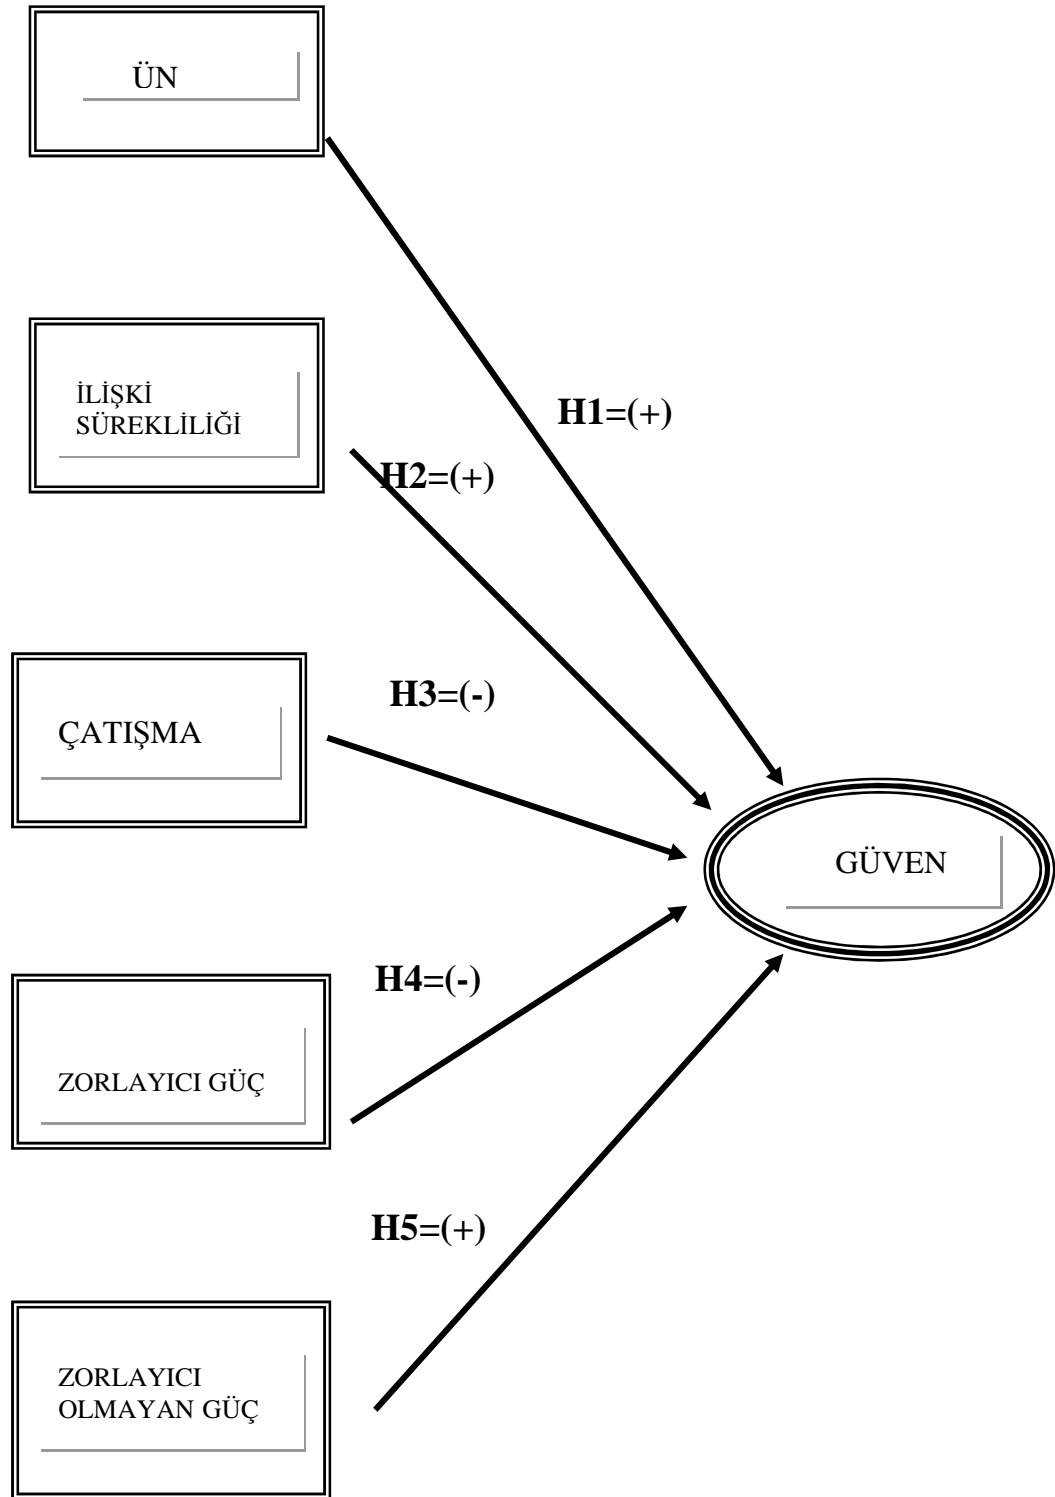 ÜN
İLİŞKİ
SÜREKLİLİĞİ
H1=(+)
H2=(+)
ÇATIŞMA
H3=(-)
GÜVEN
ZORLAYICI GÜÇ
H4=(-)
H5=(+)
ZORLAYICI
OLMAYAN GÜÇ